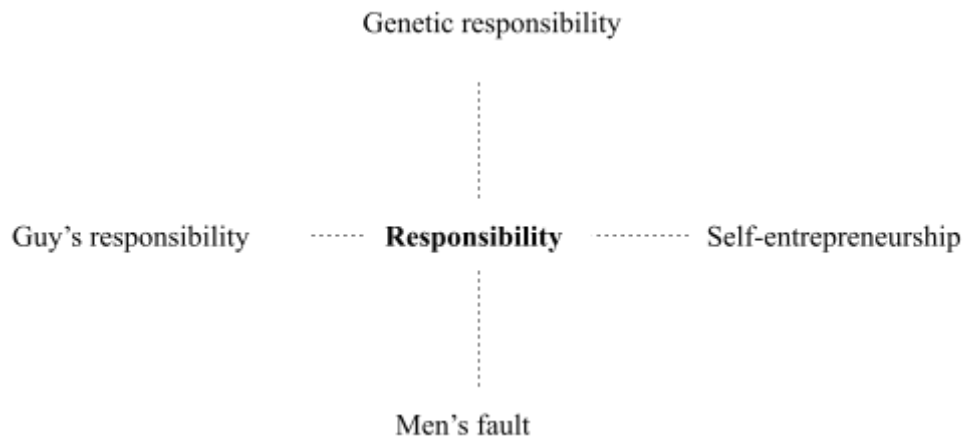 Genetic responsibility
Guy’s responsibility Responsibility Self-entrepreneurship
Men’s fault